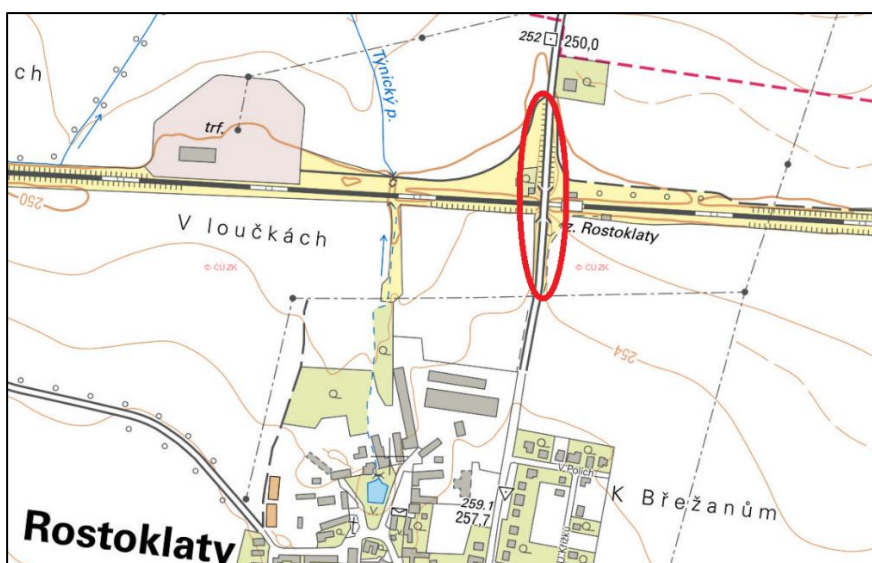 252
250,0
ch
Týnický p.
trf.
250
V loučkách
z. Rostoklaty
© ČÚZK
© ČÚZK
254
V Polích
259.1
257,7
K Břežanům
U Křížku
Rostoklaty